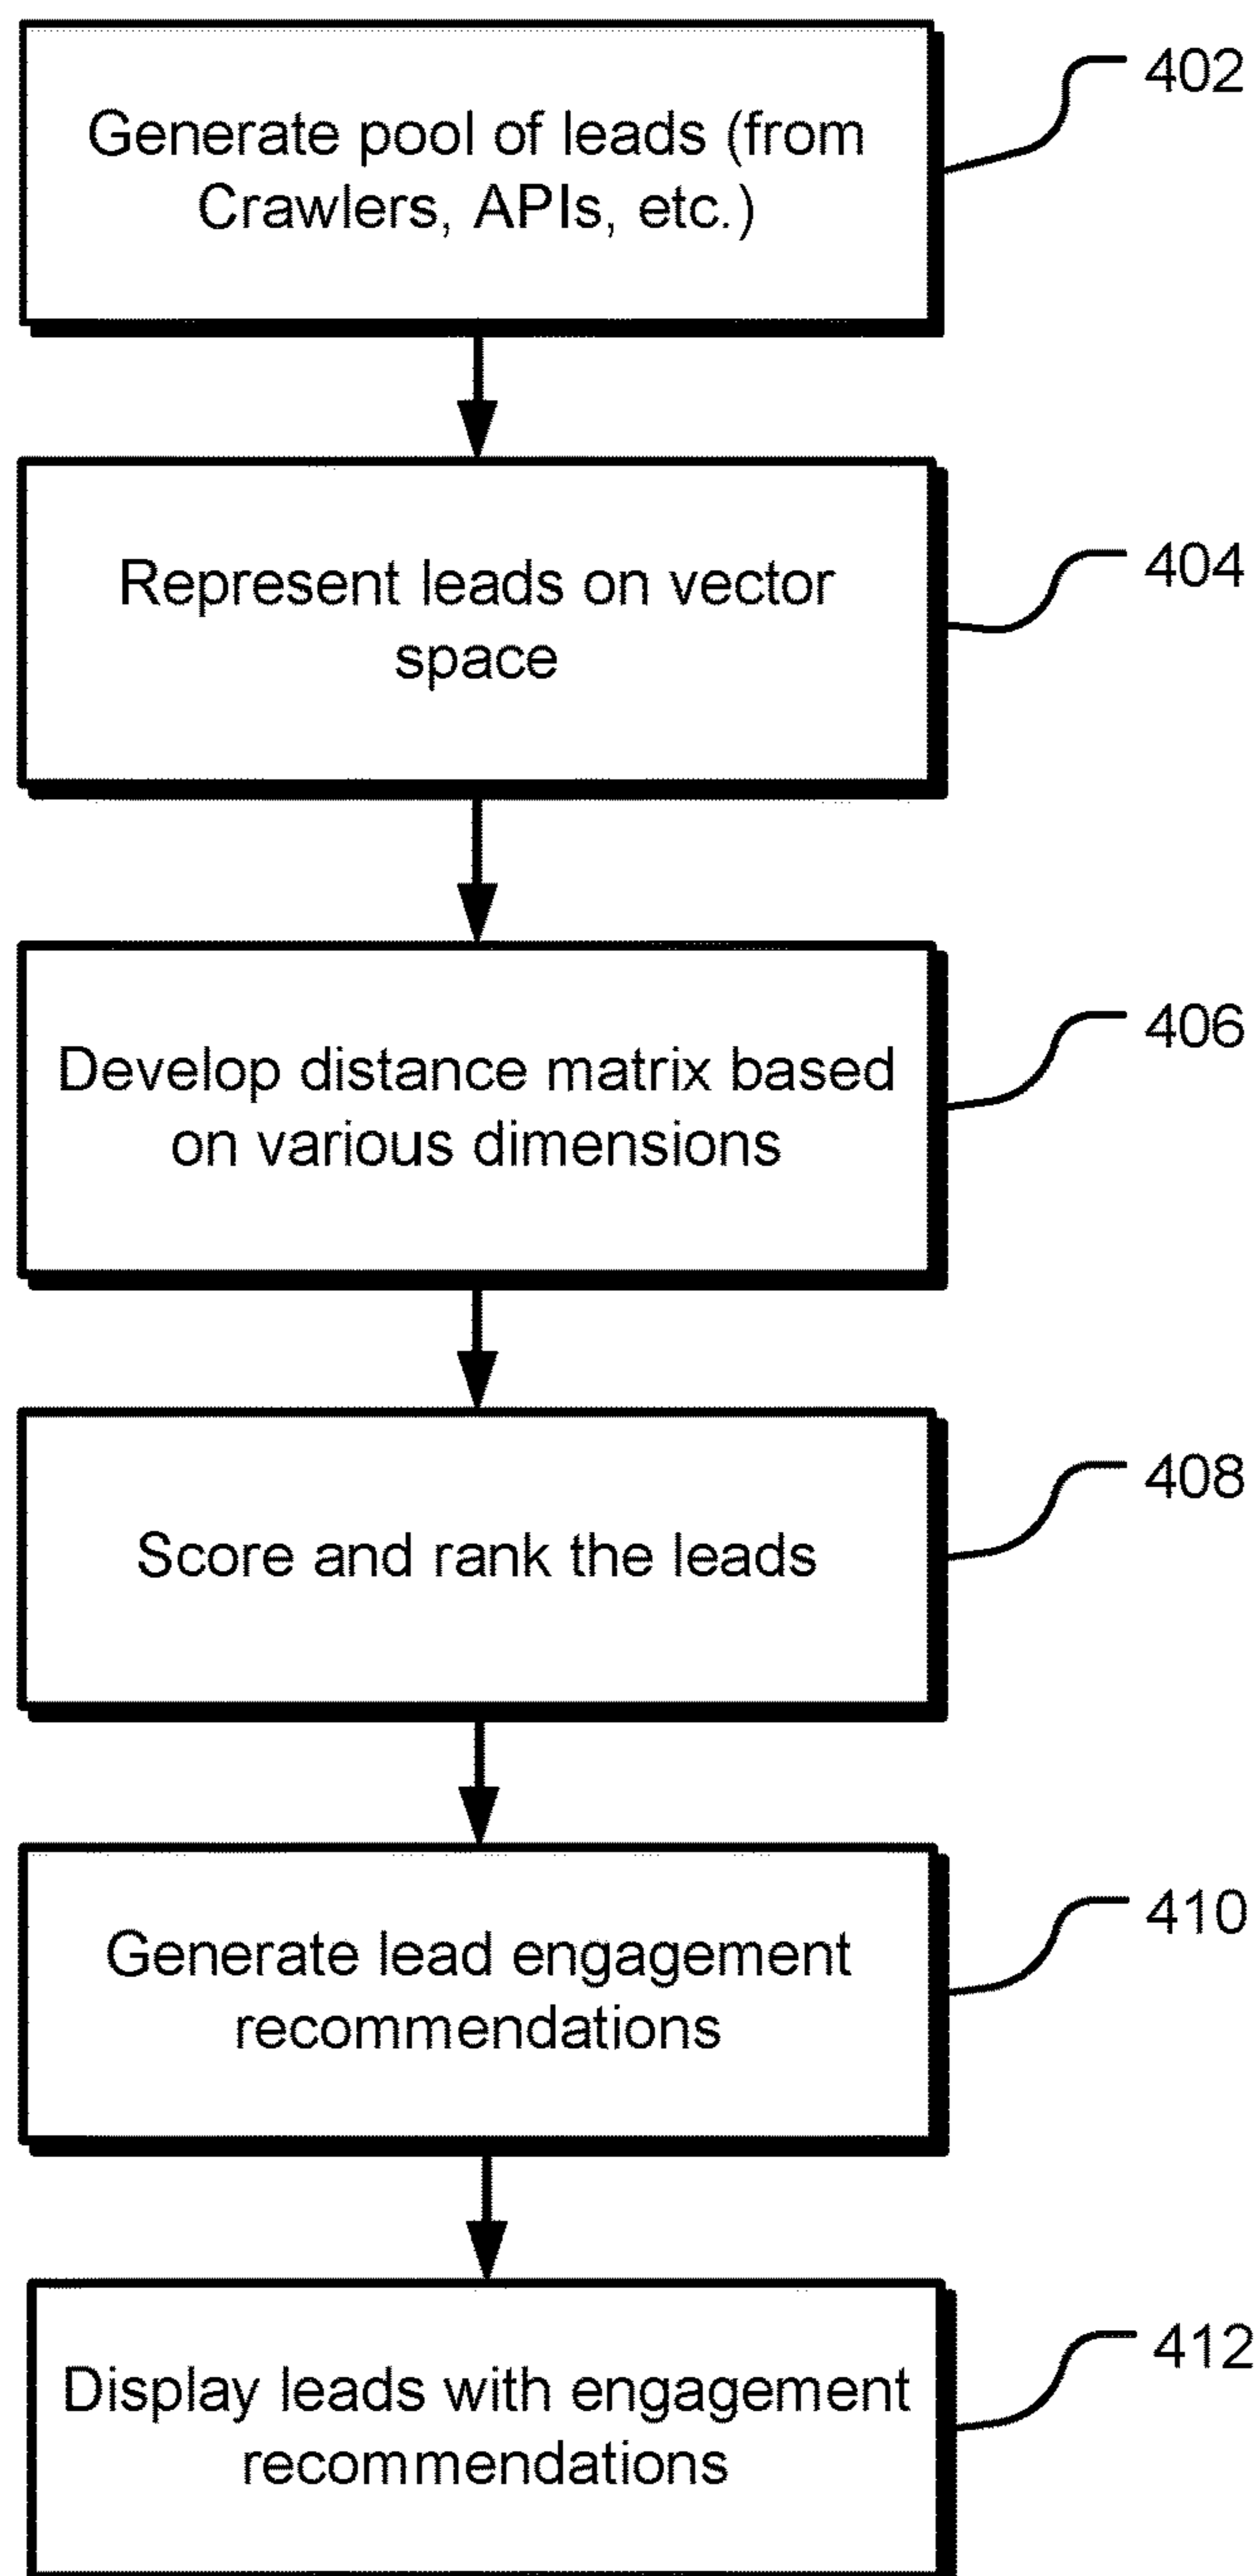 402
Generate pool of leads (from
Crawlers, APIs, etc.)
404
Represent leads on vector
space
406
Develop distance matrix based
on various dimensions
408
Score and rank the leads
410
Generate lead engagement
recommendations
412
Display leads with engagement
recommendations